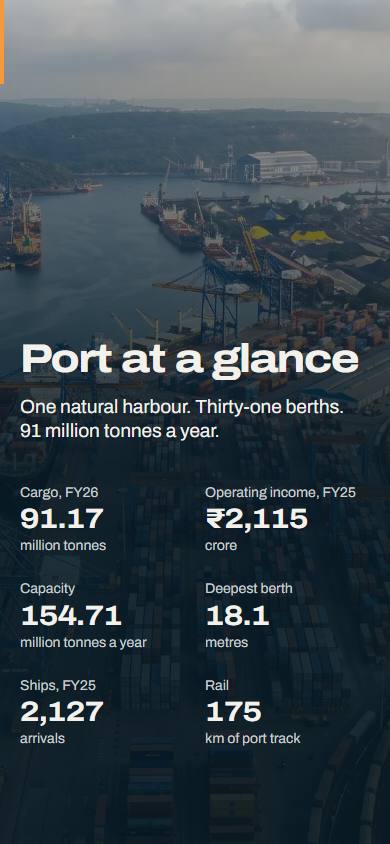 Port at a glance
One natural harbour. Thirty-one berths.
91 million tonnes a year.
Cargo, FY26
91.17
million tonnes
Operating income, FY25
₹2,115
crore
Capacity
154.71
million tonnes a year
Deepest berth
18.1
metres
Ships, FY25
2,127
arrivals
Rail
175
km of port track